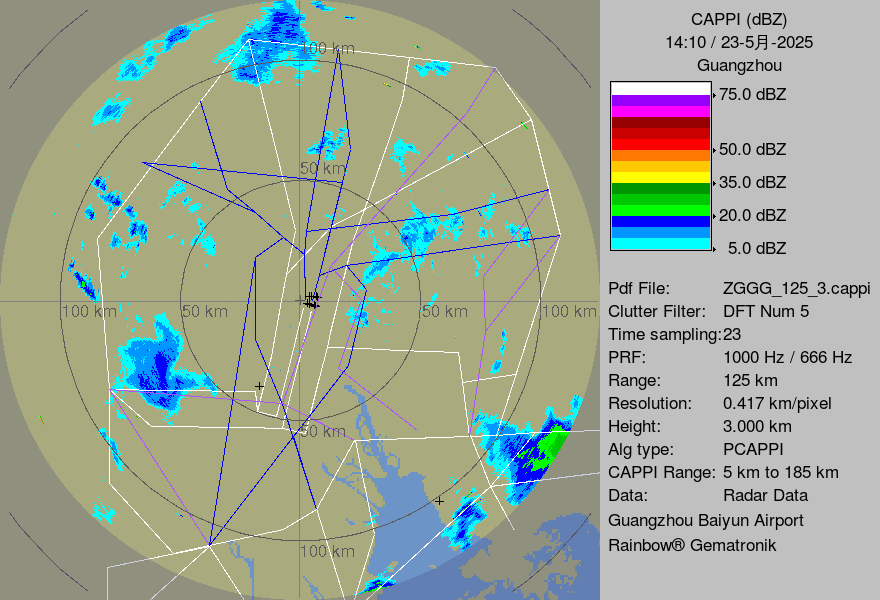 CAPPI (dBZ)
14:10 / 23-5月-2025
Guangzhou
75.0 dBZ
50.0 dBZ
35.0 dBZ
20.0 dBZ
5.0 dBZ
Pdf File: ZGGG_125_3.cappi
Clutter Filter: DFT Num 5
Time sampling:23
PRF: 1000 Hz / 666 Hz
Range: 125 km
Resolution: 0.417 km/pixel
Height: 3.000 km
Alg type: PCAPPI
CAPPI Range: 5 km to 185 km
Data: Radar Data
Guangzhou Baiyun Airport
Rainbow® Gematronik
100 km
50 km
100 km
50 km
50 km
100 km
50 km
100 km